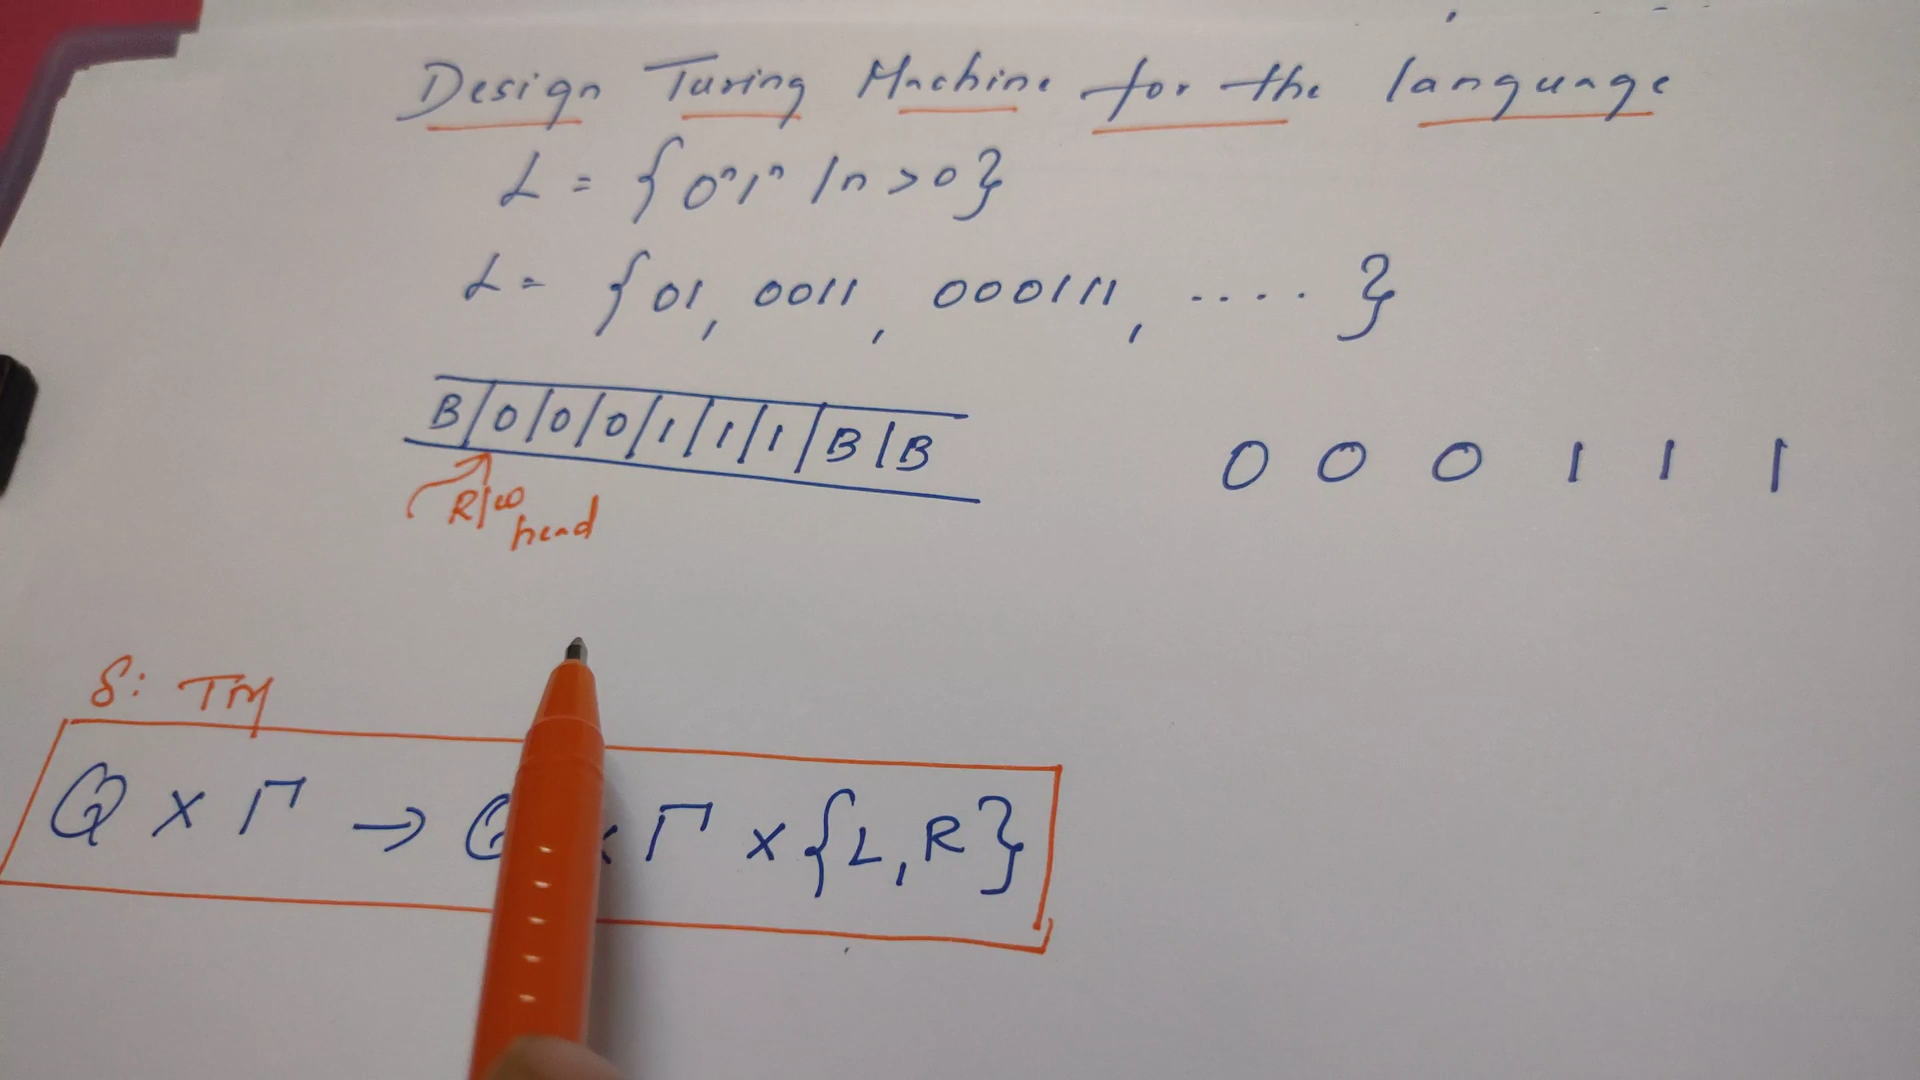 Design Turing Machine for the language
L = {0ⁿ1ⁿ | n > 0}
L = {01, 0011, 000111, ....}
B | 0 | 0 | 0 | 1 | 1 | 1 | B | B
0 0 0 1 1 1
R/W head
δ: TM
Q × Γ → Q × Γ × {L, R}